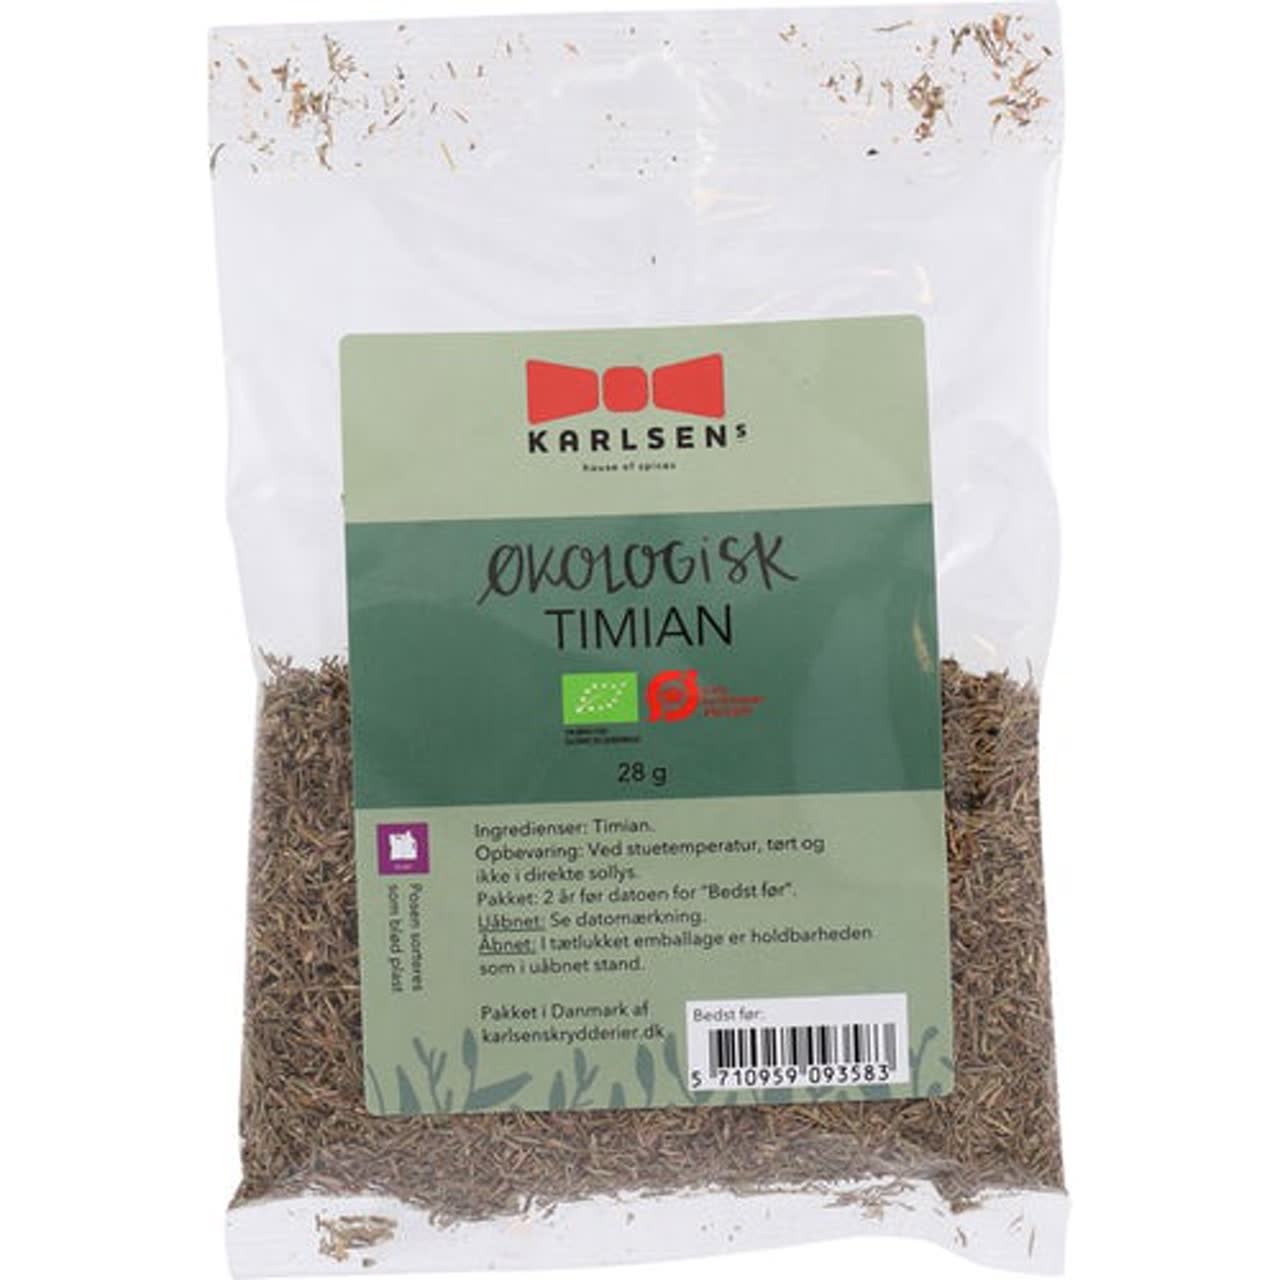 KARLSENs
house of spices
ØKOLOGISK
TIMIAN
28 g
Ingredienser: Timian.
Opbevaring: Ved stuetemperatur, tørt og
ikke i direkte sollys.
Pakket: 2 år før datoen for "Bedst før".
Uåbnet: Se datomærkning.
Åbnet: I tætlukket emballage er holdbarheden
som i uåbnet stand.
Posen sorteres
som blød plast
Pakket i Danmark af
karlsenskrydderier.dk
Bedst før:
5 710959 093583